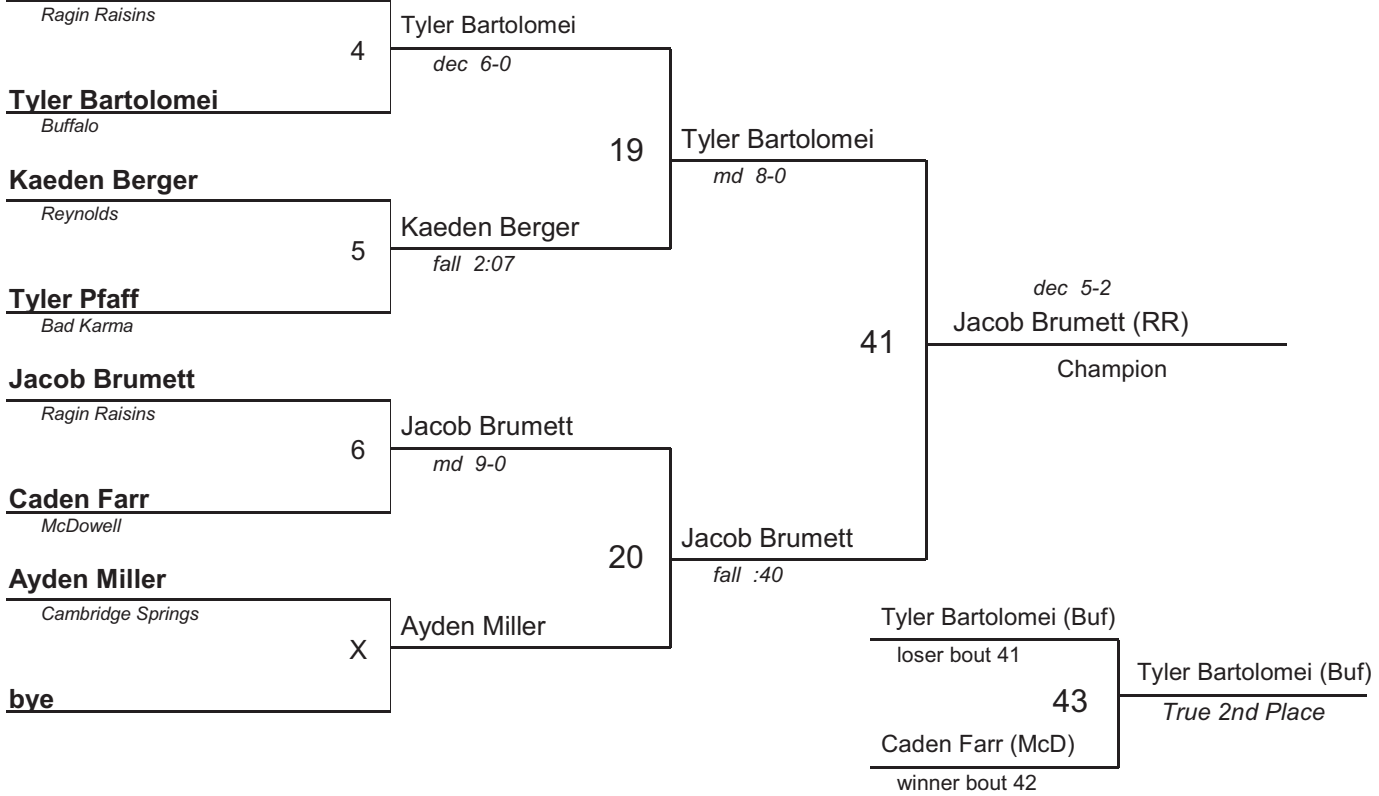 Ragin Raisins
4
Tyler Bartolomei
dec 6-0
Tyler Bartolomei
Buffalo
19
Tyler Bartolomei
md 8-0
Kaeden Berger
Reynolds
5
Kaeden Berger
fall 2:07
Tyler Pfaff
Bad Karma
41
dec 5-2
Jacob Brumett (RR)
Champion
Jacob Brumett
Ragin Raisins
6
Jacob Brumett
md 9-0
Caden Farr
McDowell
20
Jacob Brumett
fall :40
Ayden Miller
Cambridge Springs
X
Ayden Miller
bye
Tyler Bartolomei (Buf)
loser bout 41
43
Tyler Bartolomei (Buf)
True 2nd Place
Caden Farr (McD)
winner bout 42